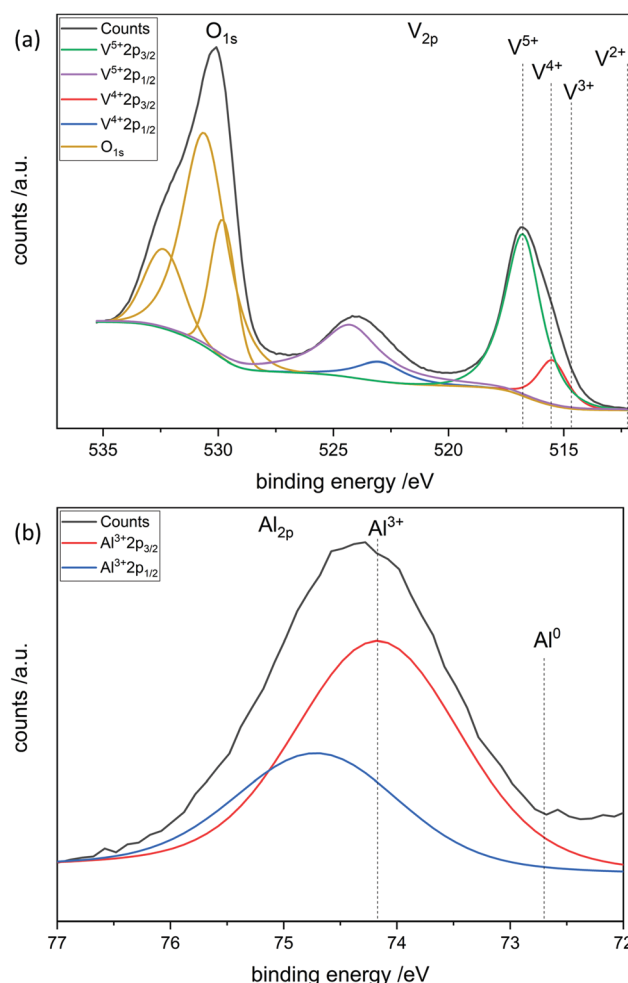 (a)
Counts
V⁵⁺2p₃/₂
V⁵⁺2p₁/₂
V⁴⁺2p₃/₂
V⁴⁺2p₁/₂
O₁ₛ
O₁ₛ
V₂ₚ
V⁵⁺
V⁴⁺
V³⁺
V²⁺
counts /a.u.
535 530 525 520 515
binding energy /eV
(b)
Counts
Al³⁺2p₃/₂
Al³⁺2p₁/₂
Al₂ₚ
Al³⁺
Al⁰
counts /a.u.
77 76 75 74 73 72
binding energy /eV